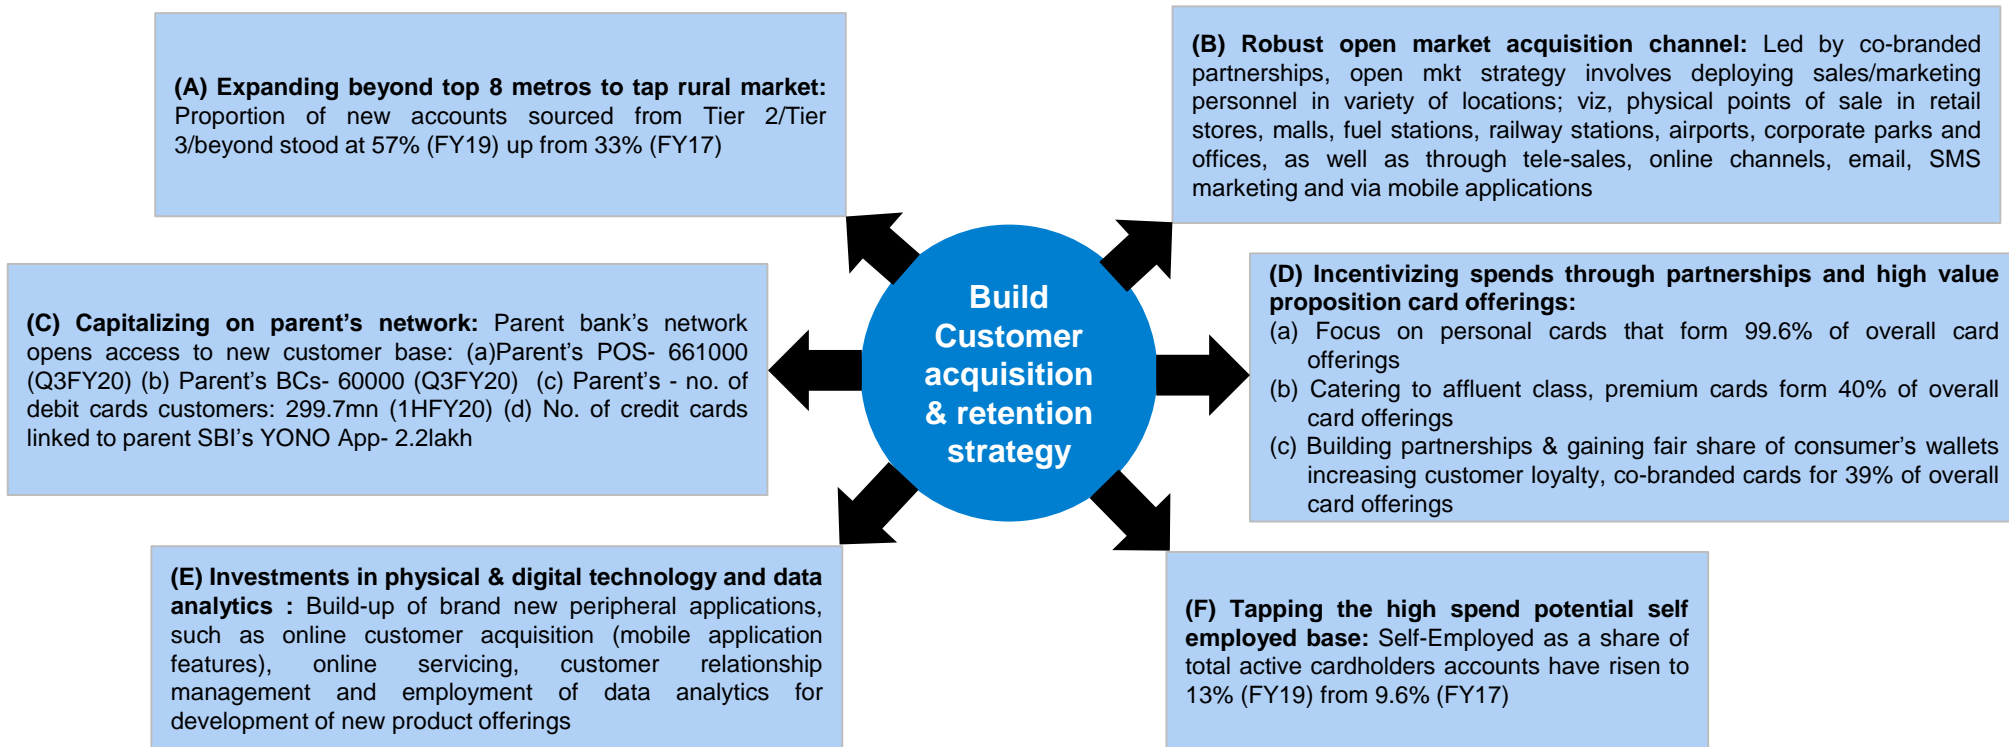 (A) Expanding beyond top 8 metros to tap rural market:
Proportion of new accounts sourced from Tier 2/Tier
3/beyond stood at 57% (FY19) up from 33% (FY17)
(B) Robust open market acquisition channel: Led by co-branded
partnerships, open mkt strategy involves deploying sales/marketing
personnel in variety of locations; viz, physical points of sale in retail
stores, malls, fuel stations, railway stations, airports, corporate parks and
offices, as well as through tele-sales, online channels, email, SMS
marketing and via mobile applications
(C) Capitalizing on parent’s network: Parent bank’s network
opens access to new customer base: (a)Parent’s POS- 661000
(Q3FY20) (b) Parent’s BCs- 60000 (Q3FY20) (c) Parent’s - no. of
debit cards customers: 299.7mn (1HFY20) (d) No. of credit cards
linked to parent SBI’s YONO App- 2.2lakh
Build
Customer
acquisition
& retention
strategy
(D) Incentivizing spends through partnerships and high value
proposition card offerings:
(a) Focus on personal cards that form 99.6% of overall card
offerings
(b) Catering to affluent class, premium cards form 40% of overall
card offerings
(c) Building partnerships & gaining fair share of consumer’s wallets
increasing customer loyalty, co-branded cards for 39% of overall
card offerings
(E) Investments in physical & digital technology and data
analytics : Build-up of brand new peripheral applications,
such as online customer acquisition (mobile application
features), online servicing, customer relationship
management and employment of data analytics for
development of new product offerings
(F) Tapping the high spend potential self
employed base: Self-Employed as a share of
total active cardholders accounts have risen to
13% (FY19) from 9.6% (FY17)